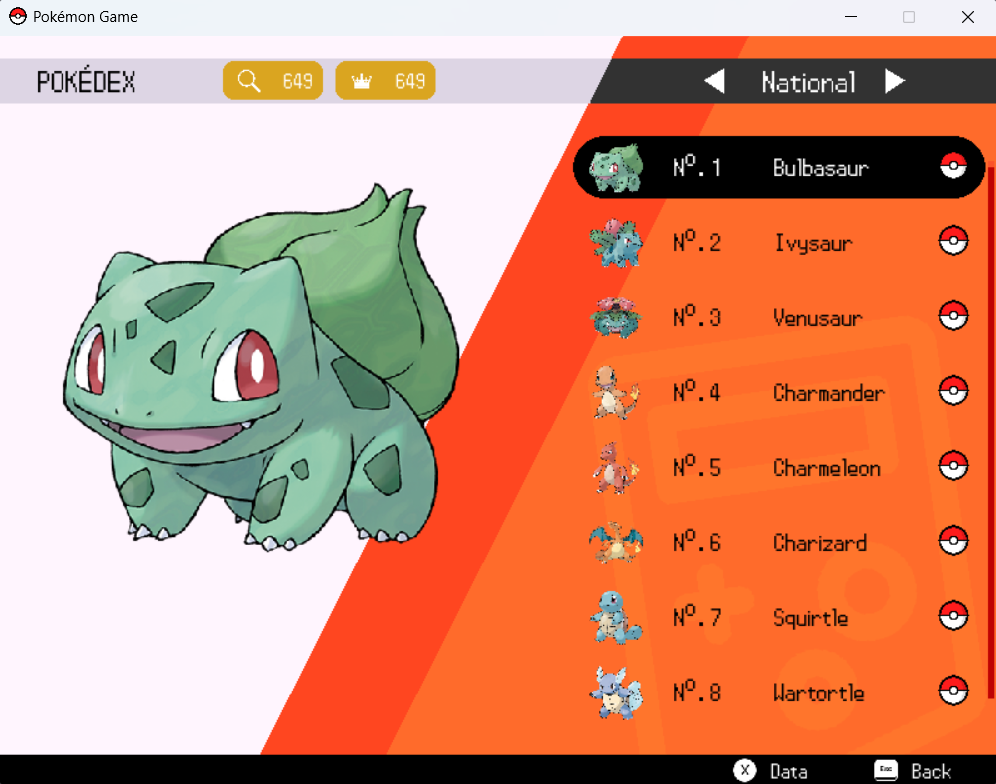 Pokémon Game
POKÉDEX 649 649 National
Nº.1 Bulbasaur
Nº.2 Ivysaur
Nº.3 Venusaur
Nº.4 Charmander
Nº.5 Charmeleon
Nº.6 Charizard
Nº.7 Squirtle
Nº.8 Wartortle
X Data Esc Back